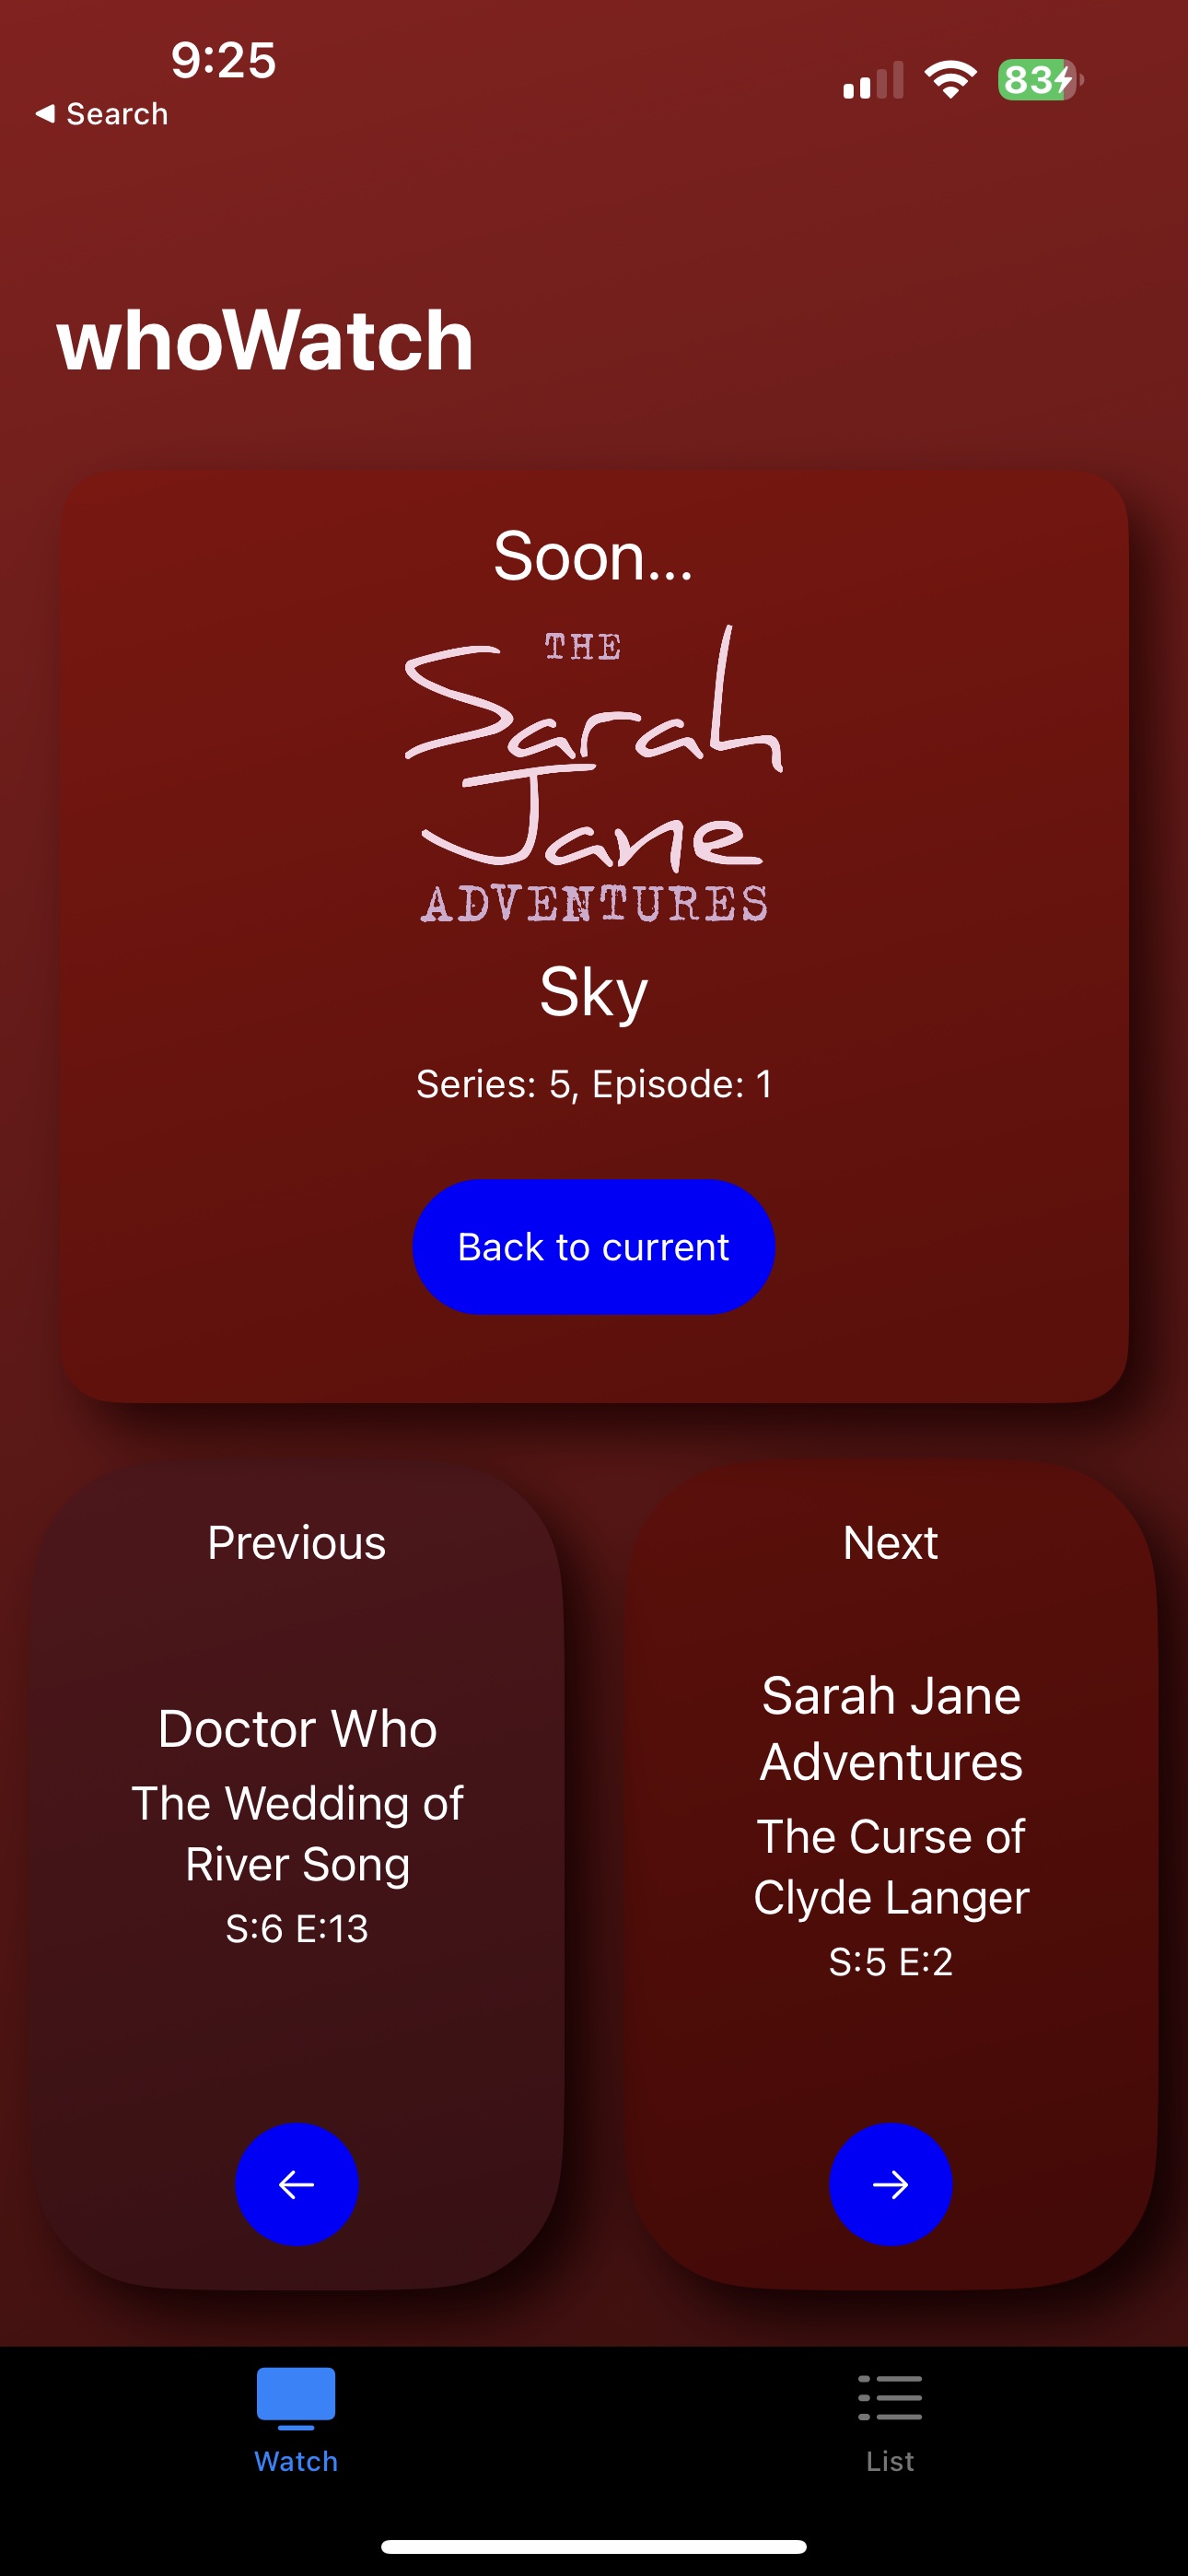 9:25
83
Search
whoWatch
Soon...
THE
Sarah
Jane
ADVENTURES
Sky
Series: 5, Episode: 1
Back to current
Previous
Doctor Who
The Wedding of
River Song
S:6 E:13
Next
Sarah Jane
Adventures
The Curse of
Clyde Langer
S:5 E:2
Watch
List